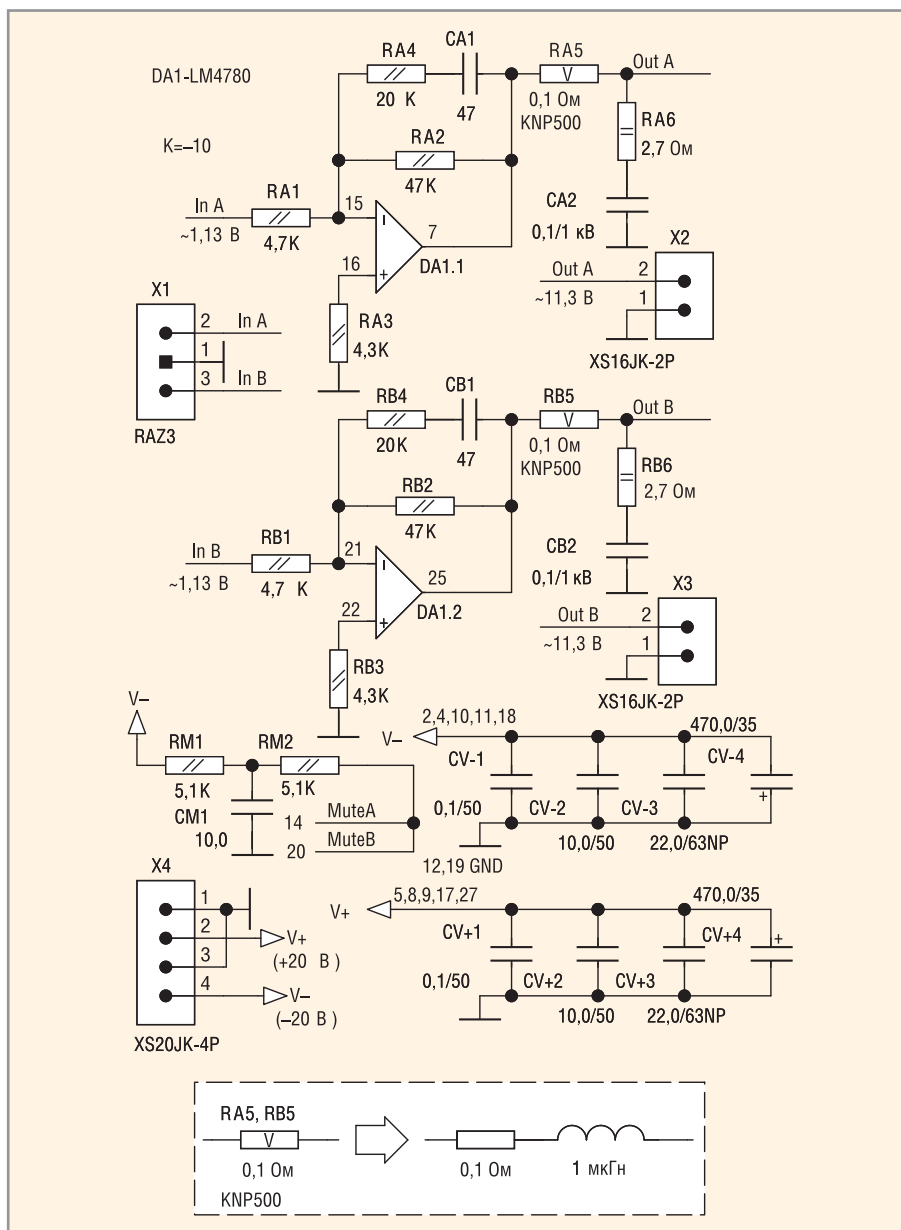 DA1-LM4780
K=–10
RA4
20 K
CA1
47
RA5
0,1 Ом
KNP500
V
Out A
RA2
47K
RA6
2,7 Ом
In A
~1,13 В
RA1
4,7K
15
16
7
DA1.1
CA2
0,1/1 кВ
RA3
4,3K
X2
Out A
~11,3 В
2
1
XS16JK-2P
X1
2
In A
1
3
In B
RAZ3
RB4
20K
CB1
47
RB5
V
0,1 Ом
KNP500
Out B
RB2
47K
RB6
2,7 Ом
In B
~1,13 В
RB1
4,7 K
21
22
25
DA1.2
CB2
0,1/1 кВ
RB3
4,3K
X3
Out B
~11,3 В
2
1
XS16JK-2P
V–
RM1
5,1K
RM2
5,1K
CM1
10,0
14
MuteA
20
MuteB
V–
2,4,10,11,18
470,0/35
CV-1
CV-4
0,1/50
CV-2
CV-3
+
10,0/50
22,0/63NP
12,19 GND
X4
1
2
V+
(+20 В)
3
4
V–
(–20 В)
XS20JK-4P
V+
5,8,9,17,27
470,0/35
CV+1
CV+4
+
0,1/50
CV+2
CV+3
10,0/50
22,0/63NP
RA5, RB5
V
0,1 Ом
KNP500
0,1 Ом
1 мкГн